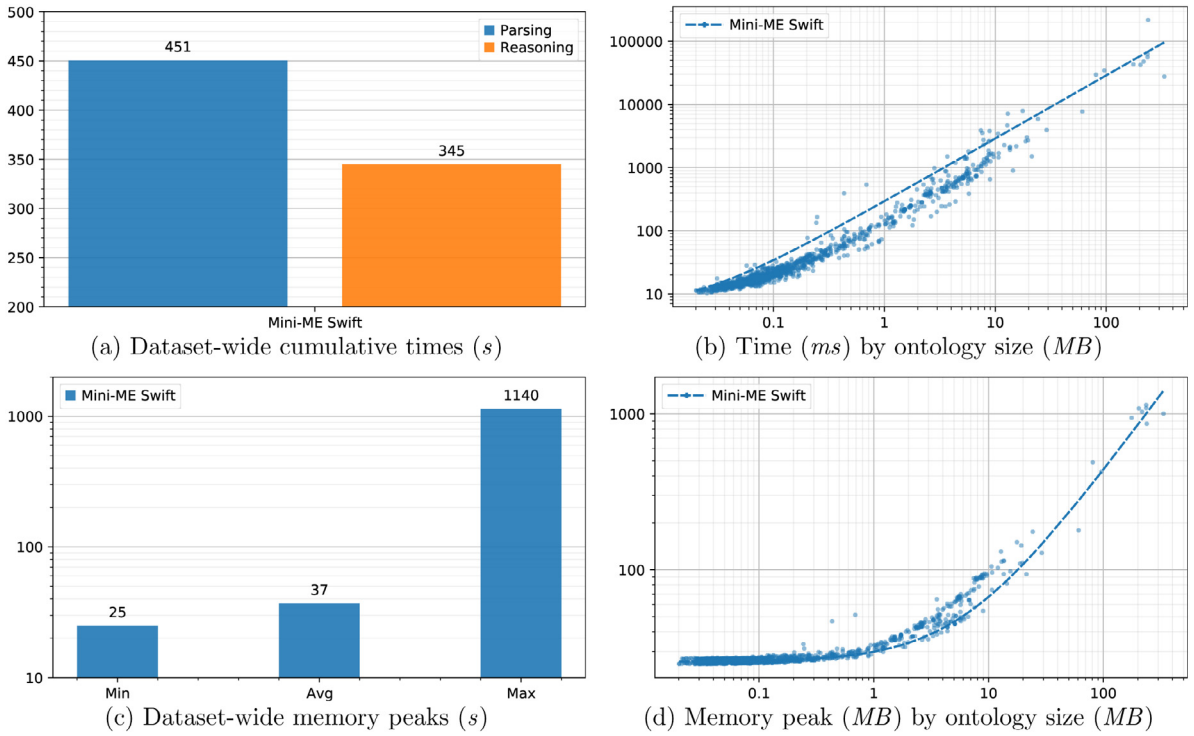 500
450
400
350
300
250
200
451
345
Parsing
Reasoning
Mini-ME Swift
(a) Dataset-wide cumulative times (s)
Mini-ME Swift
100000
10000
1000
100
10
0.1 1 10 100
(b) Time (ms) by ontology size (MB)
Mini-ME Swift
1000
100
10
25
37
1140
Min Avg Max
(c) Dataset-wide memory peaks (s)
Mini-ME Swift
1000
100
0.1 1 10 100
(d) Memory peak (MB) by ontology size (MB)